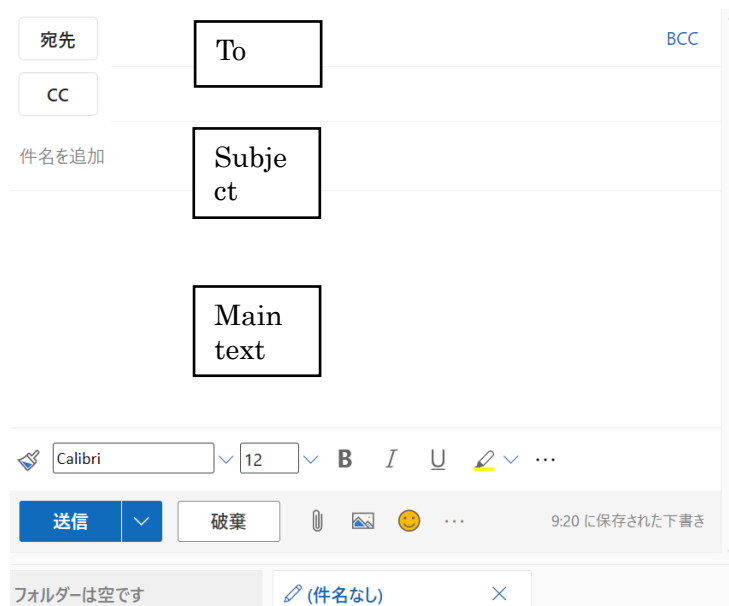 宛先 To BCC
CC
件名を追加 Subje
ct
Main
text
Calibri 12 B I U ...
送信 破棄 ... 9:20 に保存された下書き
フォルダーは空です (件名なし)